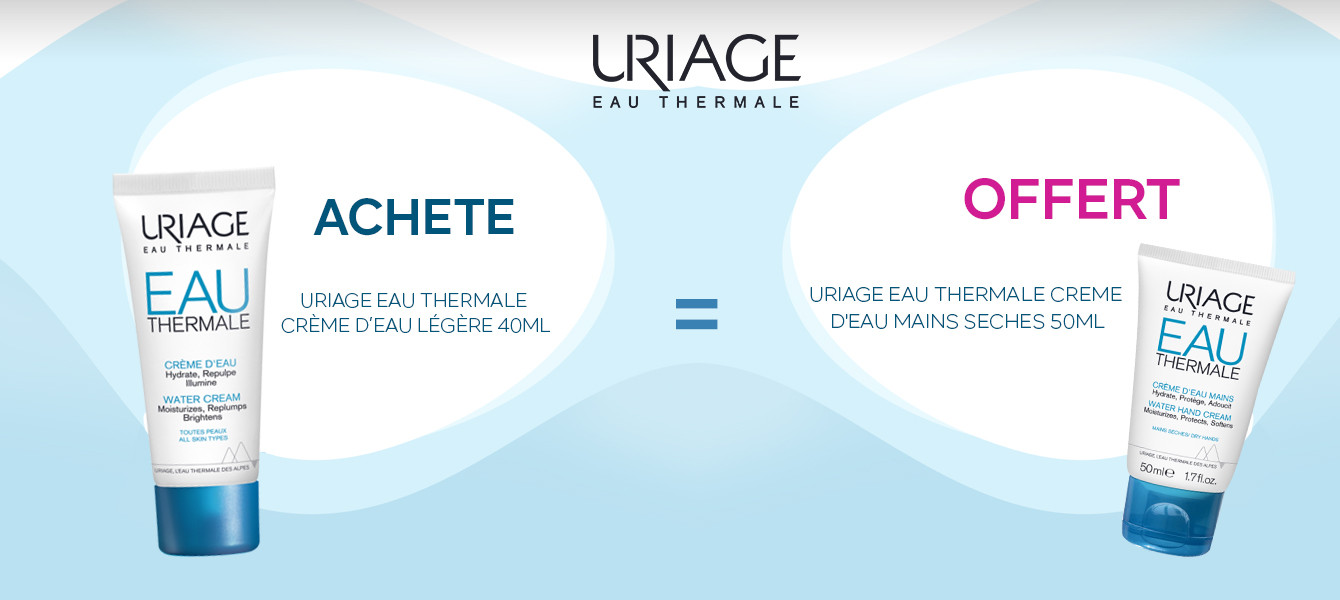 URIAGE
EAU THERMALE
ACHETE
URIAGE EAU THERMALE
CRÈME D'EAU LÉGÈRE 40ML
=
OFFERT
URIAGE EAU THERMALE CREME
D'EAU MAINS SECHES 50ML
URIAGE
EAU THERMALE
EAU
THERMALE
CRÈME D'EAU
Hydrate, Repulpe
Illumine
WATER CREAM
Moisturizes, Replumps
Brightens
TOUTES PEAUX
ALL SKIN TYPES
URIAGE, L'EAU THERMALE DES ALPES
URIAGE
EAU THERMALE
EAU
THERMALE
CRÈME D'EAU MAINS
Hydrate, Protège, Adoucit
WATER HAND CREAM
Moisturizes, Protects, Softens
MAINS SECHES/ DRY HANDS
URIAGE, L'EAU THERMALE DES ALPES
50ml℮ 1.7fl.oz.